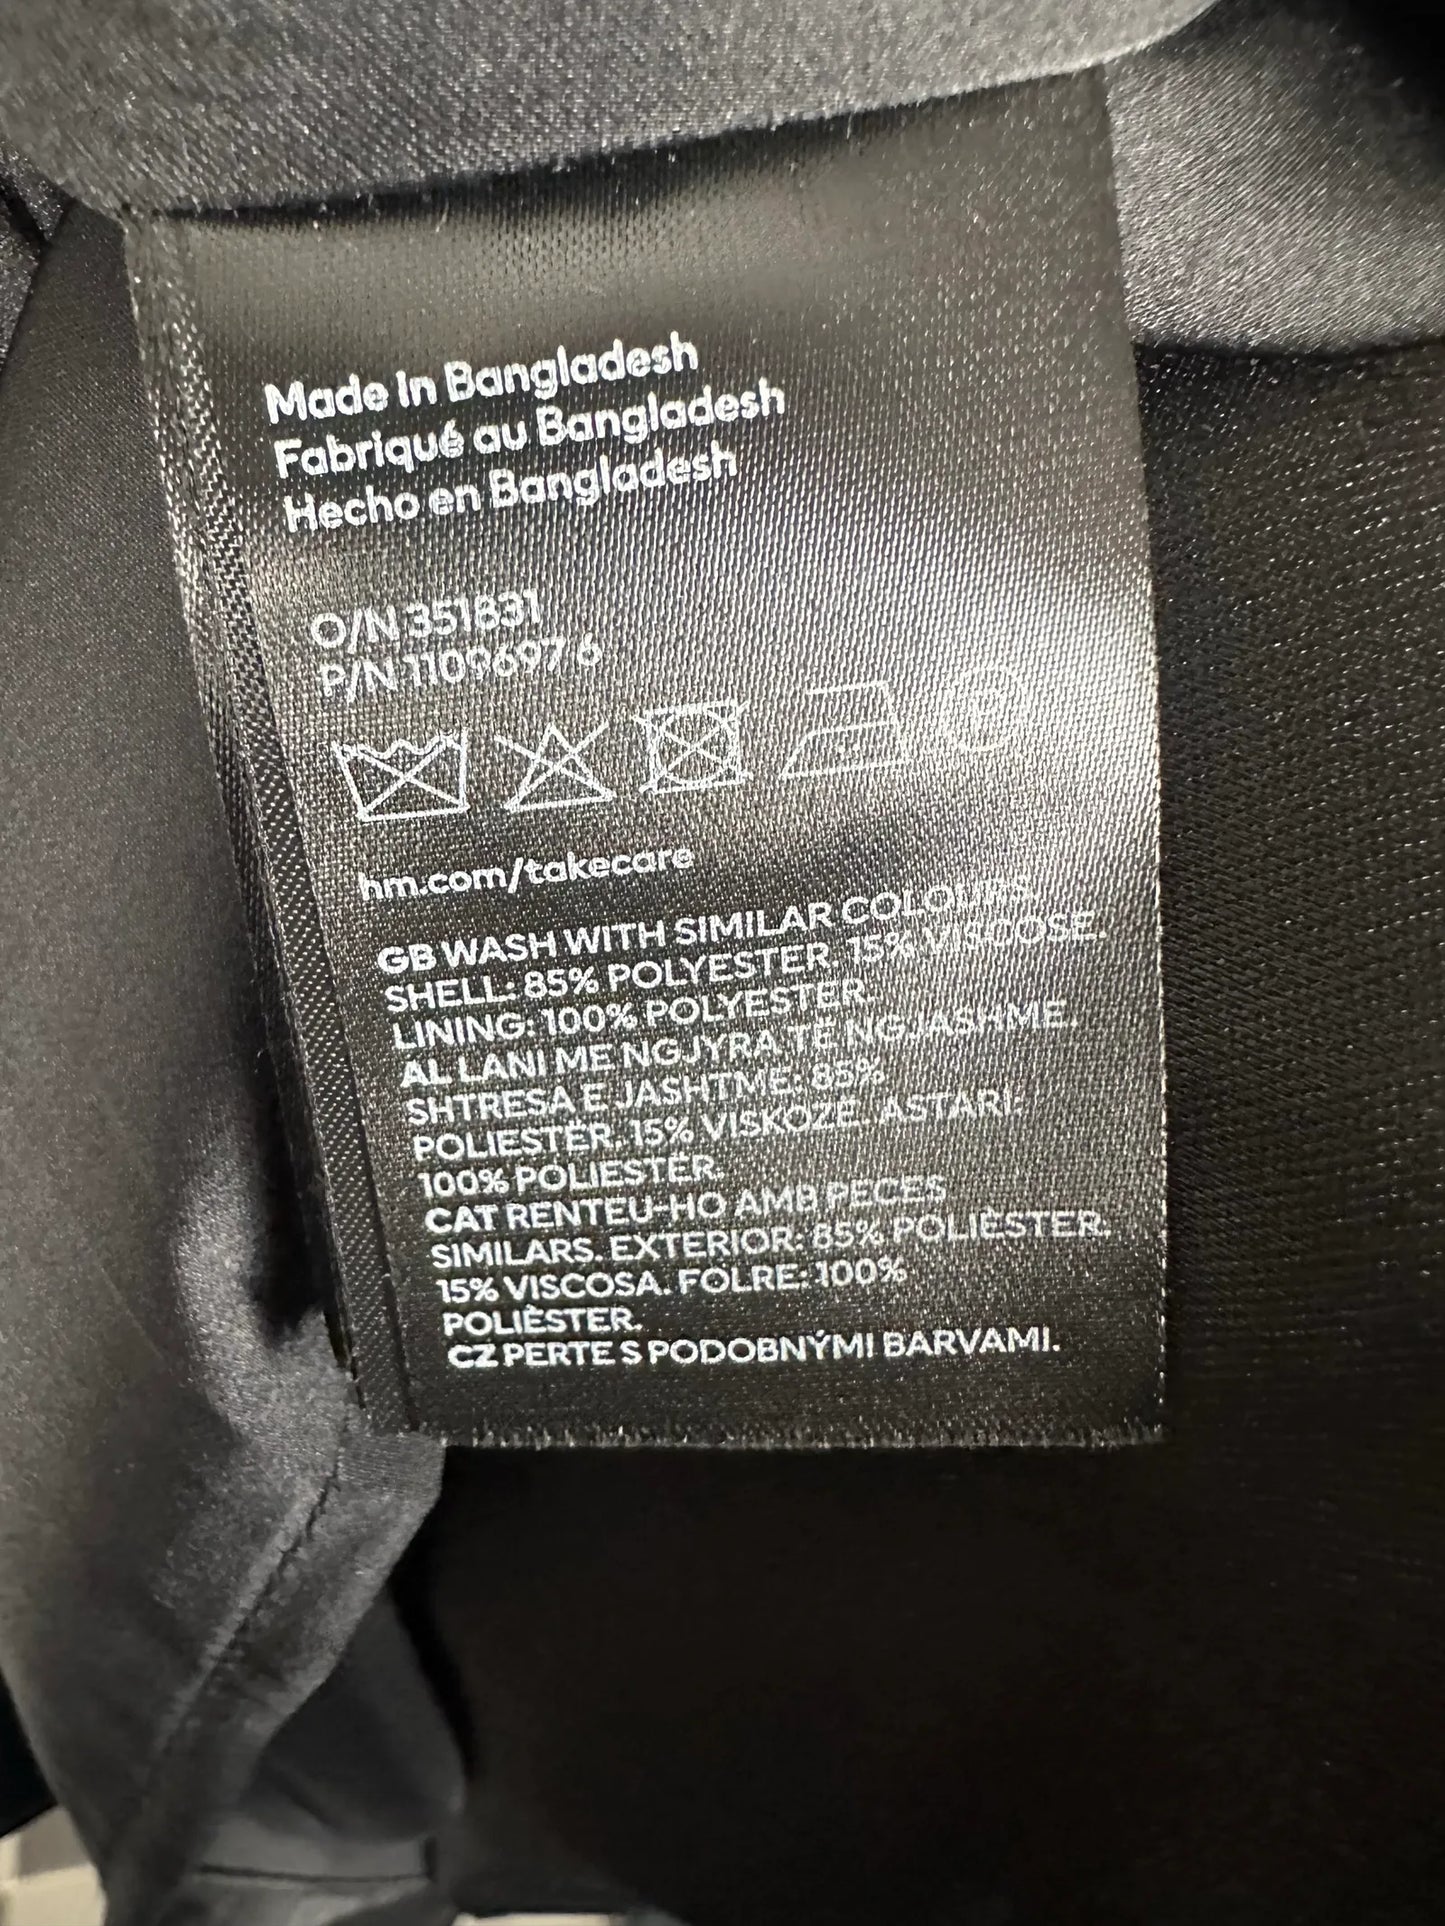 Made In Bangladesh
Fabriqué au Bangladesh
Hecho en Bangladesh
O/N 351831
P/N 1109697 6
P
hm.com/takecare
GB WASH WITH SIMILAR COLOURS.
SHELL: 85% POLYESTER. 15% VISCOSE.
LINING: 100% POLYESTER.
AL LANI ME NGJYRA TË NGJASHME.
SHTRESA E JASHTME: 85%
POLIESTËR. 15% VISKOZË. ASTARI:
100% POLIESTËR.
CAT RENTEU-HO AMB PECES
SIMILARS. EXTERIOR: 85% POLIÈSTER.
15% VISCOSA. FOLRE: 100%
POLIÈSTER.
CZ PERTE S PODOBNÝMI BARVAMI.